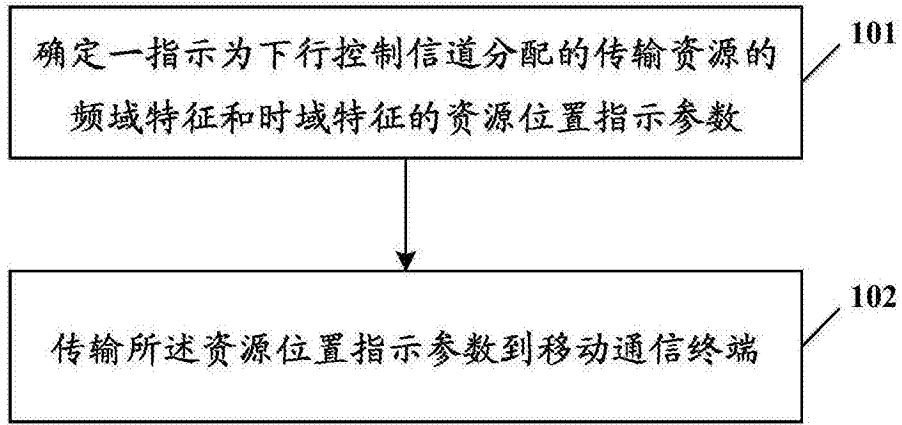 确定一指示为下行控制信道分配的传输资源的
频域特征和时域特征的资源位置指示参数
101
传输所述资源位置指示参数到移动通信终端
102